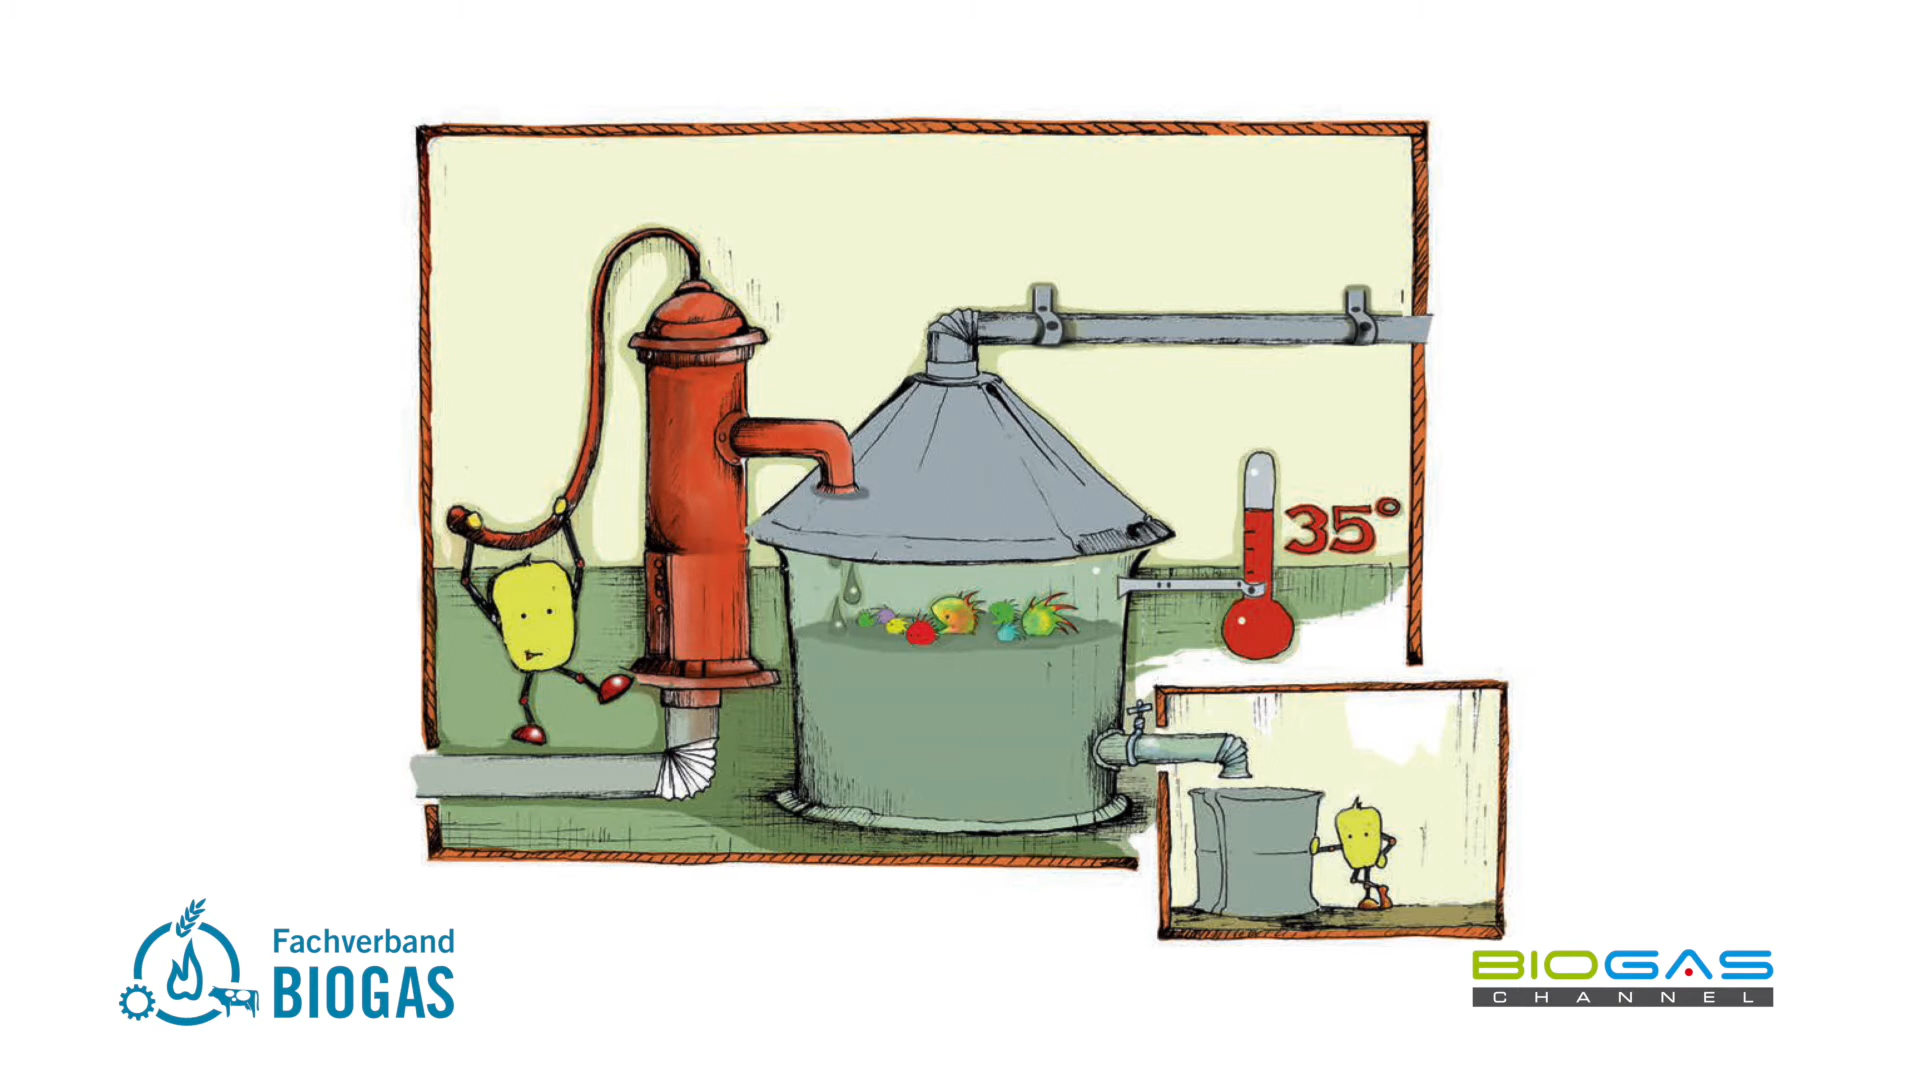 35°
Fachverband
BIOGAS
BIOGAS
CHANNEL